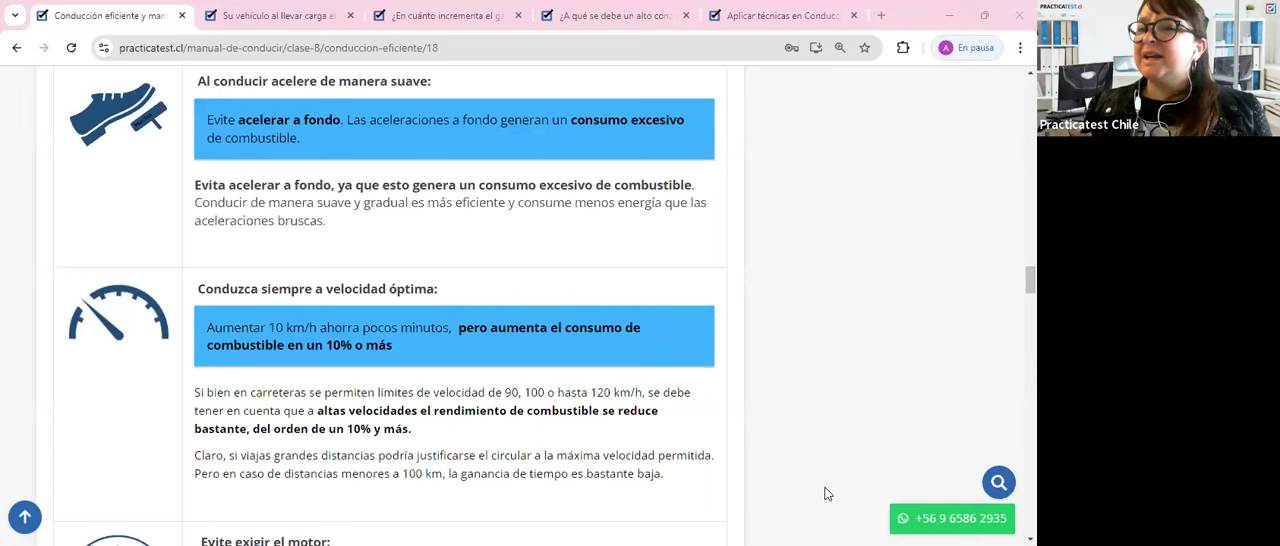 Conducción eficiente y man
Su vehículo al llevar carga e
¿En cuánto incrementa el ga
¿A qué se debe un alto con
Aplicar técnicas en Conducc
practicatest.cl/manual-de-conducir/clase-B/conduccion-eficiente/18
A En pausa
PRACTICATEST.cl
Practicatest Chile
Al conducir acelere de manera suave:
Evite acelerar a fondo. Las aceleraciones a fondo generan un consumo excesivo
de combustible.
Evita acelerar a fondo, ya que esto genera un consumo excesivo de combustible.
Conducir de manera suave y gradual es más eficiente y consume menos energía que las
aceleraciones bruscas.
Conduzca siempre a velocidad óptima:
Aumentar 10 km/h ahorra pocos minutos, pero aumenta el consumo de
combustible en un 10% o más
Si bien en carreteras se permiten límites de velocidad de 90, 100 o hasta 120 km/h, se debe
tener en cuenta que a altas velocidades el rendimiento de combustible se reduce
bastante, del orden de un 10% y más.
Claro, si viajas grandes distancias podría justificarse el circular a la máxima velocidad permitida.
Pero en caso de distancias menores a 100 km, la ganancia de tiempo es bastante baja.
+56 9 6586 2935
Evite exigir el motor: